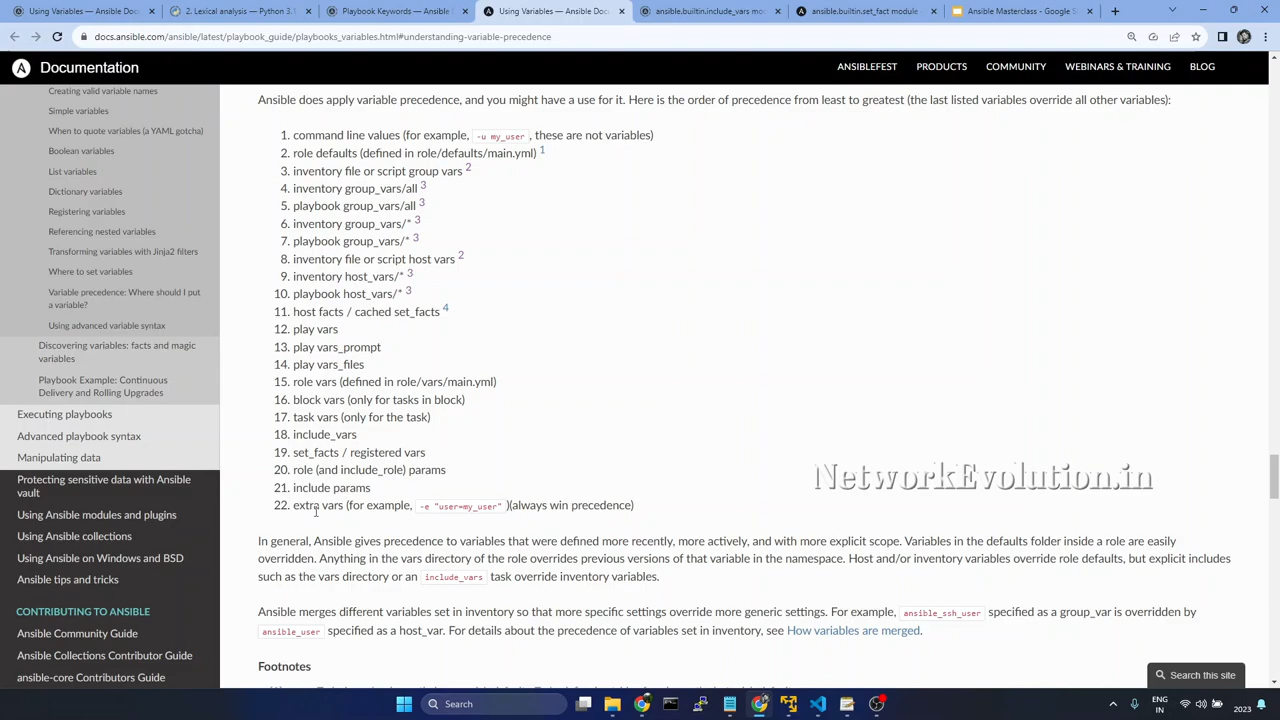 Ansible - A
2. Lexical analysis — Python 3.11.
Playbook Keywords — Ansible D
Using Variables — Ansible Docu
ansible.builtin.include_vars modu
ansible.builtin.set_fact module –
Section Ansible - Google Sl
docs.ansible.com/ansible/latest/playbook_guide/playbooks_variables.html#understanding-variable-precedence
Documentation
ANSIBLEFEST PRODUCTS COMMUNITY WEBINARS & TRAINING BLOG
Creating valid variable names
Simple variables
When to quote variables (a YAML gotcha)
Boolean variables
List variables
Dictionary variables
Registering variables
Referencing nested variables
Transforming variables with Jinja2 filters
Where to set variables
Variable precedence: Where should I put
a variable?
Using advanced variable syntax
Discovering variables: facts and magic
variables
Playbook Example: Continuous
Delivery and Rolling Upgrades
Executing playbooks
Advanced playbook syntax
Manipulating data
Protecting sensitive data with Ansible
vault
Using Ansible modules and plugins
Using Ansible collections
Using Ansible on Windows and BSD
Ansible tips and tricks
CONTRIBUTING TO ANSIBLE
Ansible Community Guide
Ansible Collections Contributor Guide
ansible-core Contributors Guide
Ansible does apply variable precedence, and you might have a use for it. Here is the order of precedence from least to greatest (the last listed variables override all other variables):
1. command line values (for example, -u my_user, these are not variables)
2. role defaults (defined in role/defaults/main.yml) 1
3. inventory file or script group vars 2
4. inventory group_vars/all 3
5. playbook group_vars/all 3
6. inventory group_vars/* 3
7. playbook group_vars/* 3
8. inventory file or script host vars 2
9. inventory host_vars/* 3
10. playbook host_vars/* 3
11. host facts / cached set_facts 4
12. play vars
13. play vars_prompt
14. play vars_files
15. role vars (defined in role/vars/main.yml)
16. block vars (only for tasks in block)
17. task vars (only for the task)
18. include_vars
19. set_facts / registered vars
20. role (and include_role) params
21. include params
22. extra vars (for example, -e "user=my_user" )(always win precedence)
NetworkEvolution.in
In general, Ansible gives precedence to variables that were defined more recently, more actively, and with more explicit scope. Variables in the defaults folder inside a role are easily
overridden. Anything in the vars directory of the role overrides previous versions of that variable in the namespace. Host and/or inventory variables override role defaults, but explicit includes
such as the vars directory or an include_vars task override inventory variables.
Ansible merges different variables set in inventory so that more specific settings override more generic settings. For example, ansible_ssh_user specified as a group_var is overridden by
ansible_user specified as a host_var. For details about the precedence of variables set in inventory, see How variables are merged.
Footnotes
Search this site
Search
ENG
IN
2023